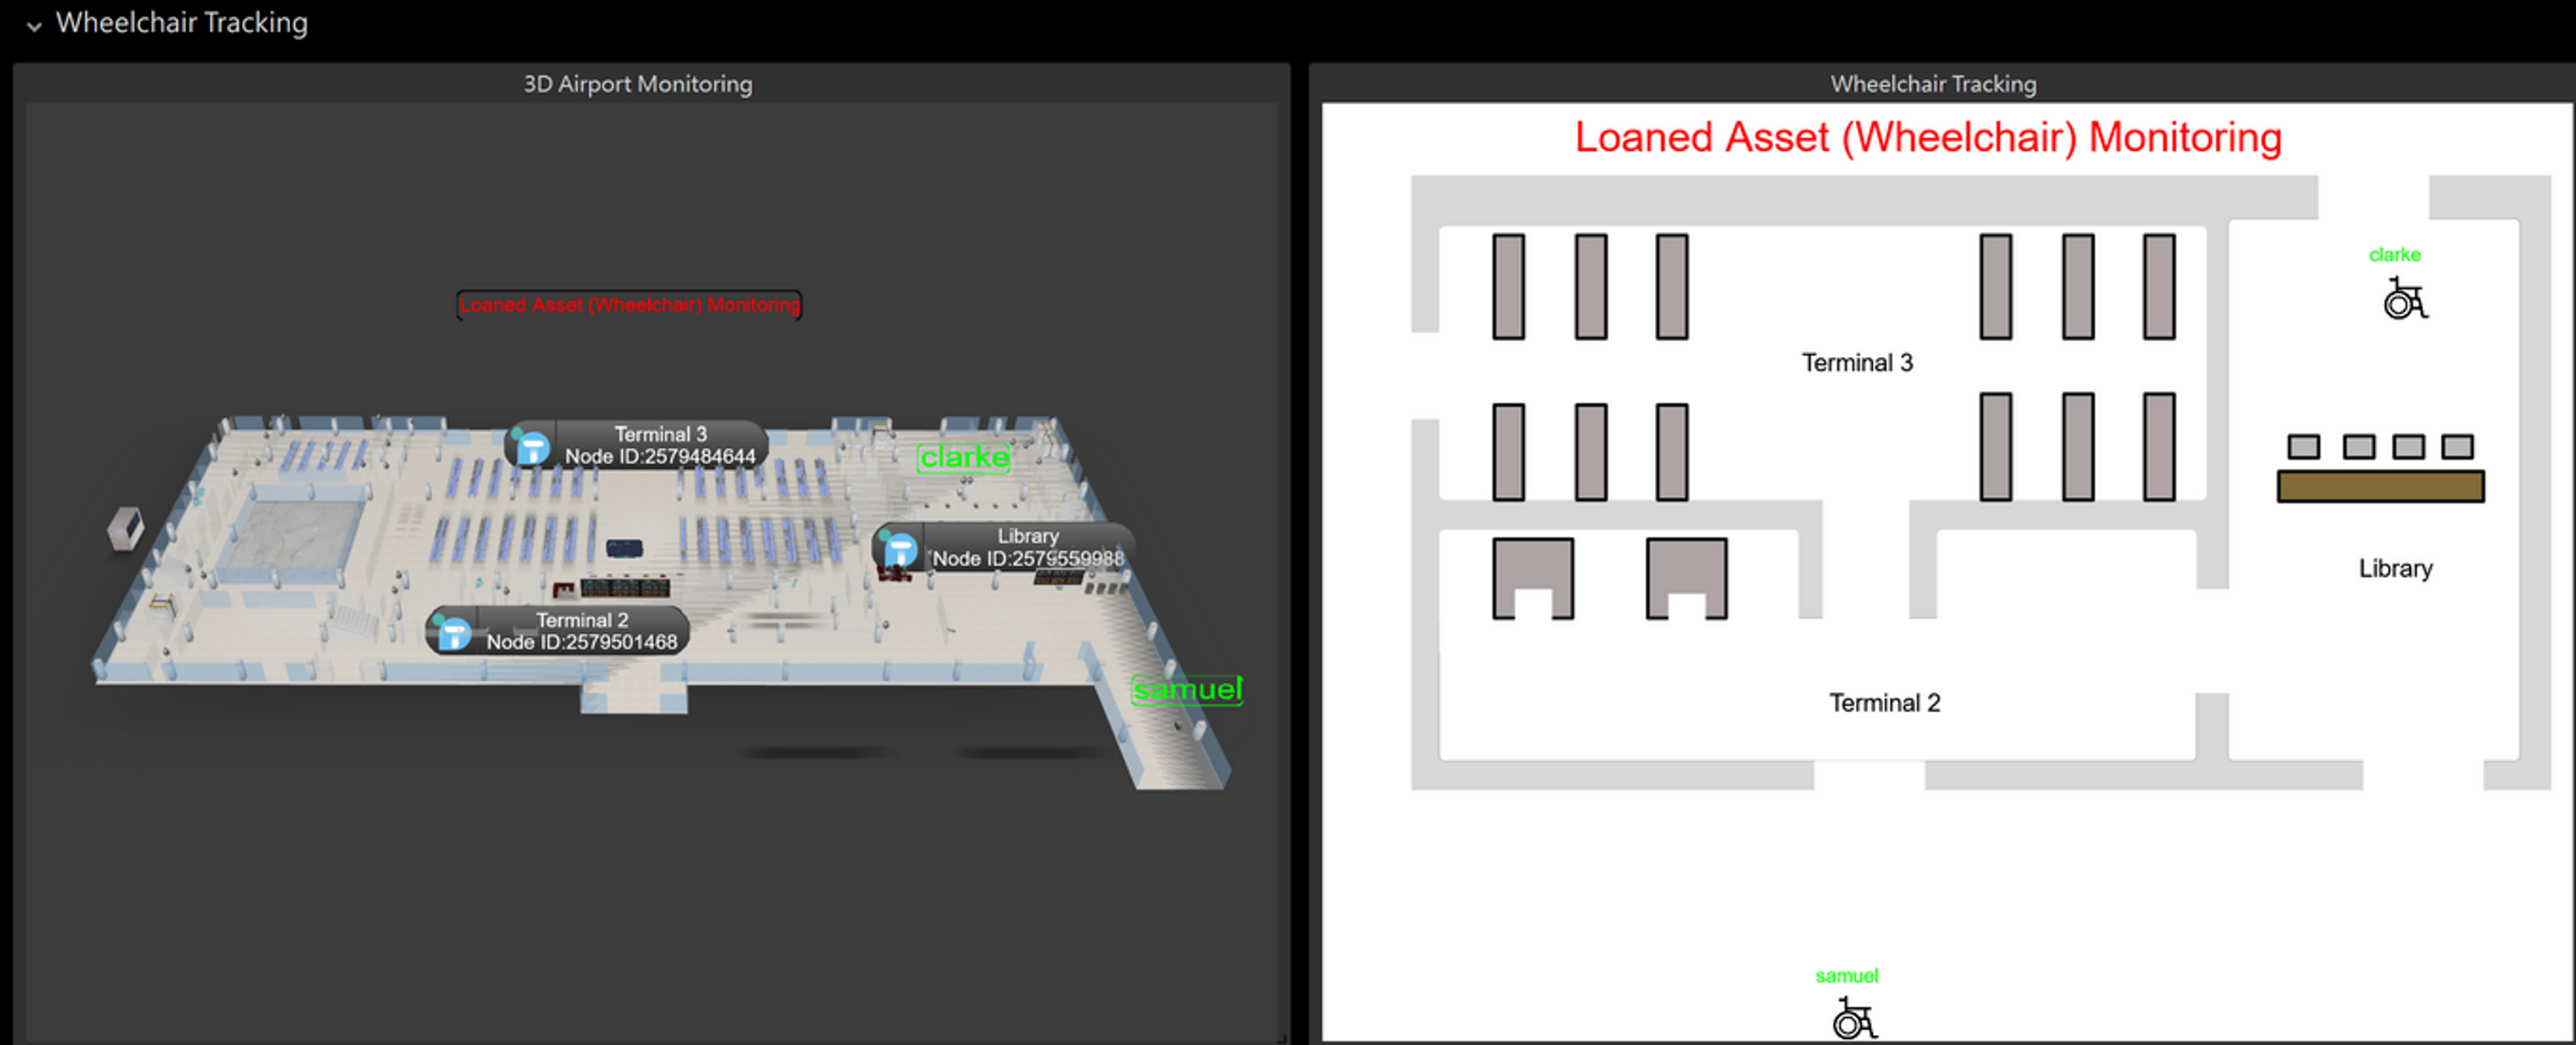 Wheelchair Tracking
3D Airport Monitoring
Loaned Asset (Wheelchair) Monitoring
Terminal 3
Node ID:2579484644
clarke
Library
Node ID:2579559988
Terminal 2
Node ID:2579501468
samuel
Wheelchair Tracking
Loaned Asset (Wheelchair) Monitoring
clarke
Terminal 3
Library
Terminal 2
samuel